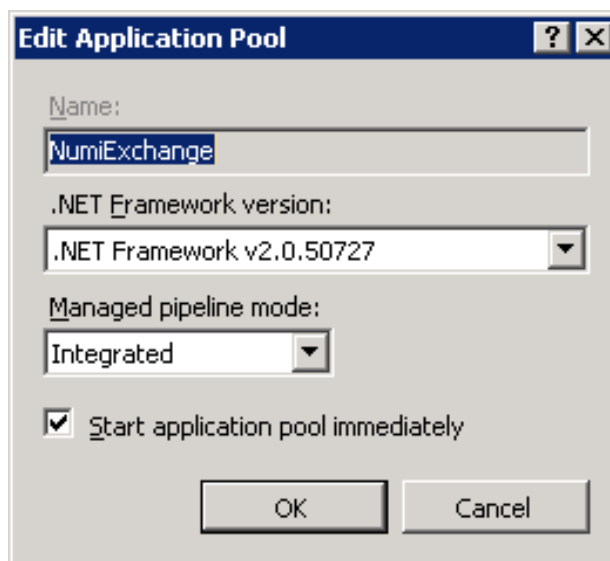 Edit Application Pool
Name:
NumiExchange
.NET Framework version:
.NET Framework v2.0.50727
Managed pipeline mode:
Integrated
Start application pool immediately
OK Cancel